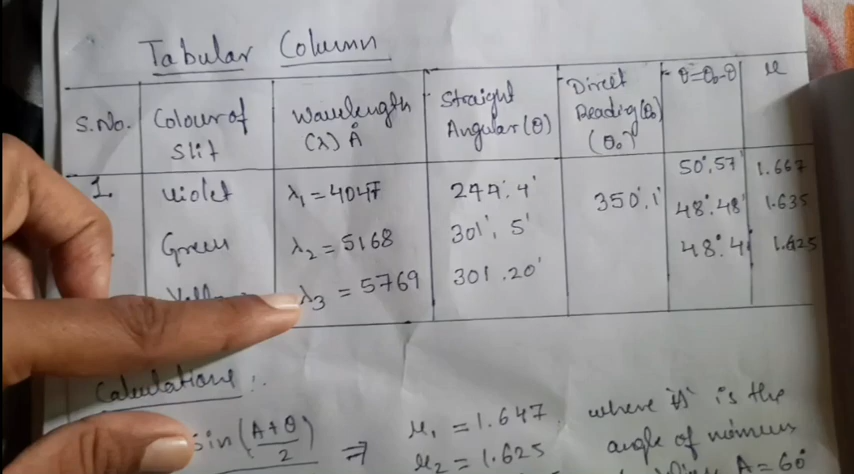 Tabular Column
S.No. Colour of Slit Wavelength (λ) Å Straight Angular (θ) Direct Reading (θ₀) (θ₀) θ=θ₀-θ μ
1. Violet λ₁ = 4047 244°. 4' 350°.1' 50°.57' 1.667
Green λ₂ = 5168 301', 5' 48°.48' 1.635
λ₃ = 5769 301.20' 48°.4 1.625
Calculations :.
sin (A+θ/2) ⇒ μ₁ = 1.647 where 'A' is the
μ₂ = 1.625 angle of
A = 60°